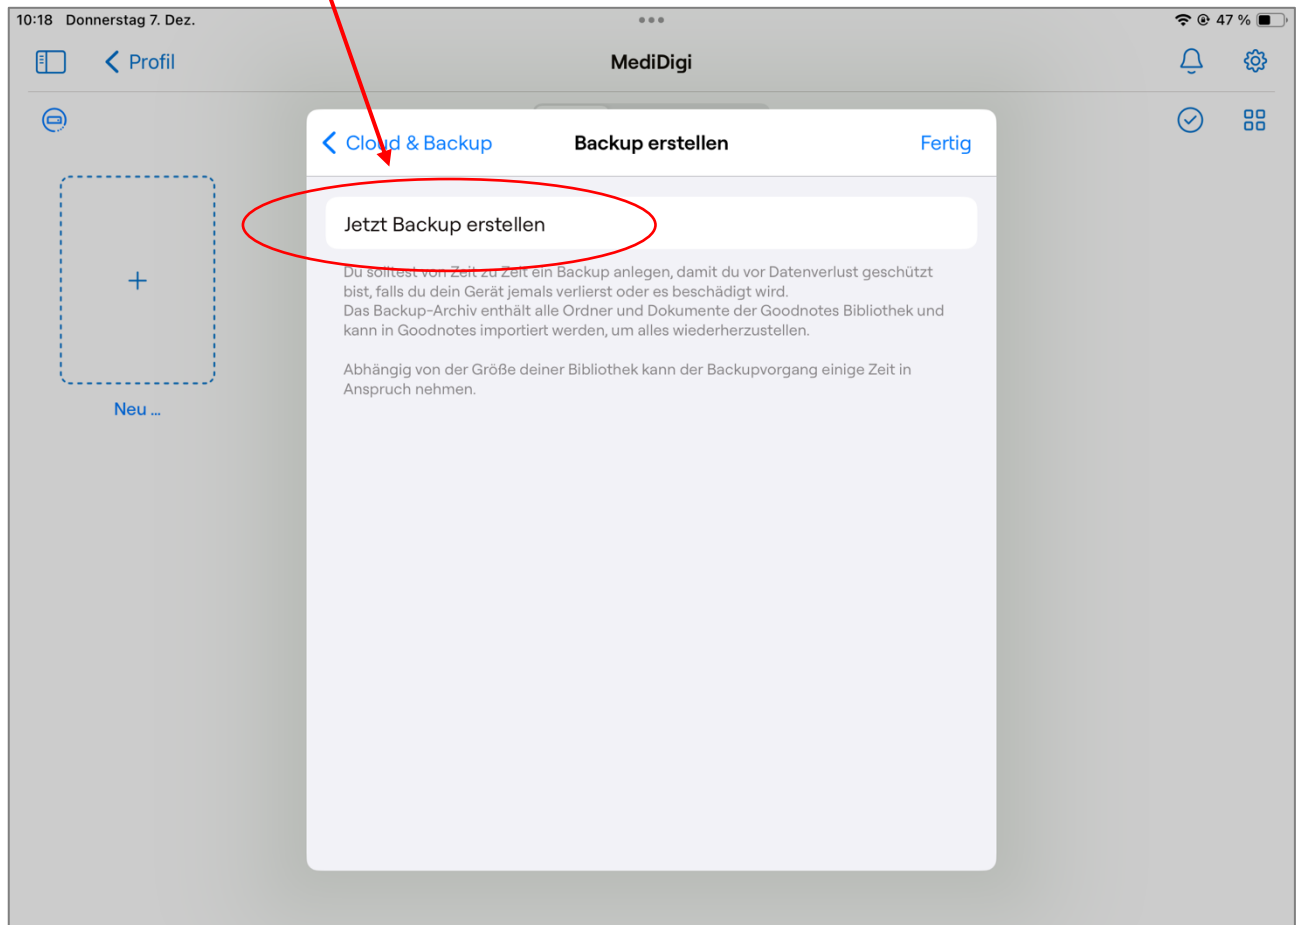 10:18 Donnerstag 7. Dez.
47 %
Profil
MediDigi
Cloud & Backup
Backup erstellen
Fertig
Jetzt Backup erstellen
Du solltest von Zeit zu Zeit ein Backup anlegen, damit du vor Datenverlust geschützt
bist, falls du dein Gerät jemals verlierst oder es beschädigt wird.
Das Backup-Archiv enthält alle Ordner und Dokumente der Goodnotes Bibliothek und
kann in Goodnotes importiert werden, um alles wiederherzustellen.
Abhängig von der Größe deiner Bibliothek kann der Backupvorgang einige Zeit in
Anspruch nehmen.
Neu ...